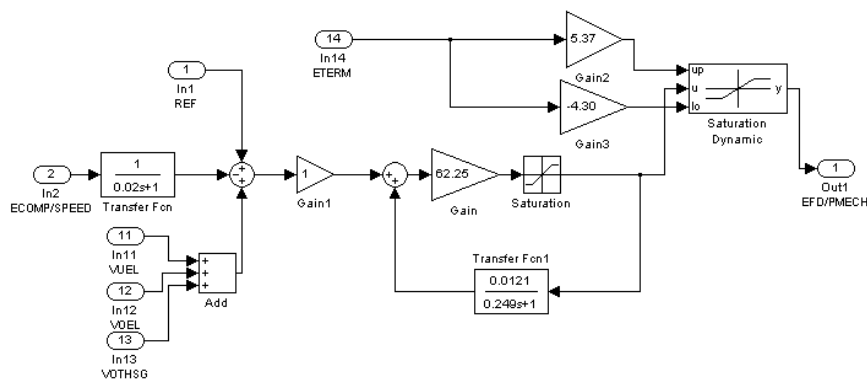 14
In14
ETERM
5.37
Gain2
-4.30
Gain3
up
u
lo
y
Saturation
Dynamic
1
Out1
EFD/PMECH
1
In1
REF
2
In2
ECOMP/SPEED
1
0.02s+1
Transfer Fcn
1
Gain1
62.25
Gain
Saturation
Transfer Fcn1
0.0121
0.249s+1
11
In11
VUEL
12
In12
VOEL
13
In13
VOTHSG
+
+
+
Add